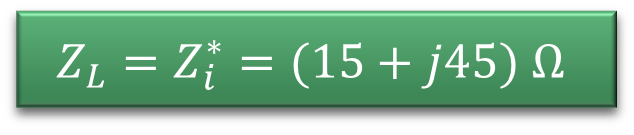 Z_L = Z_i^* = (15 + j45) Ω